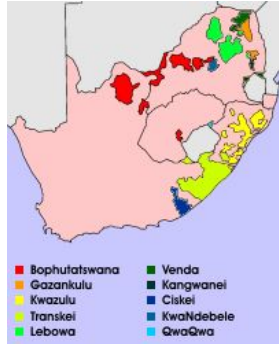 Bophutatswana
Gazankulu
Kwazulu
Transkei
Lebowa
Venda
Kangwanei
Ciskei
KwaNdebele
QwaQwa